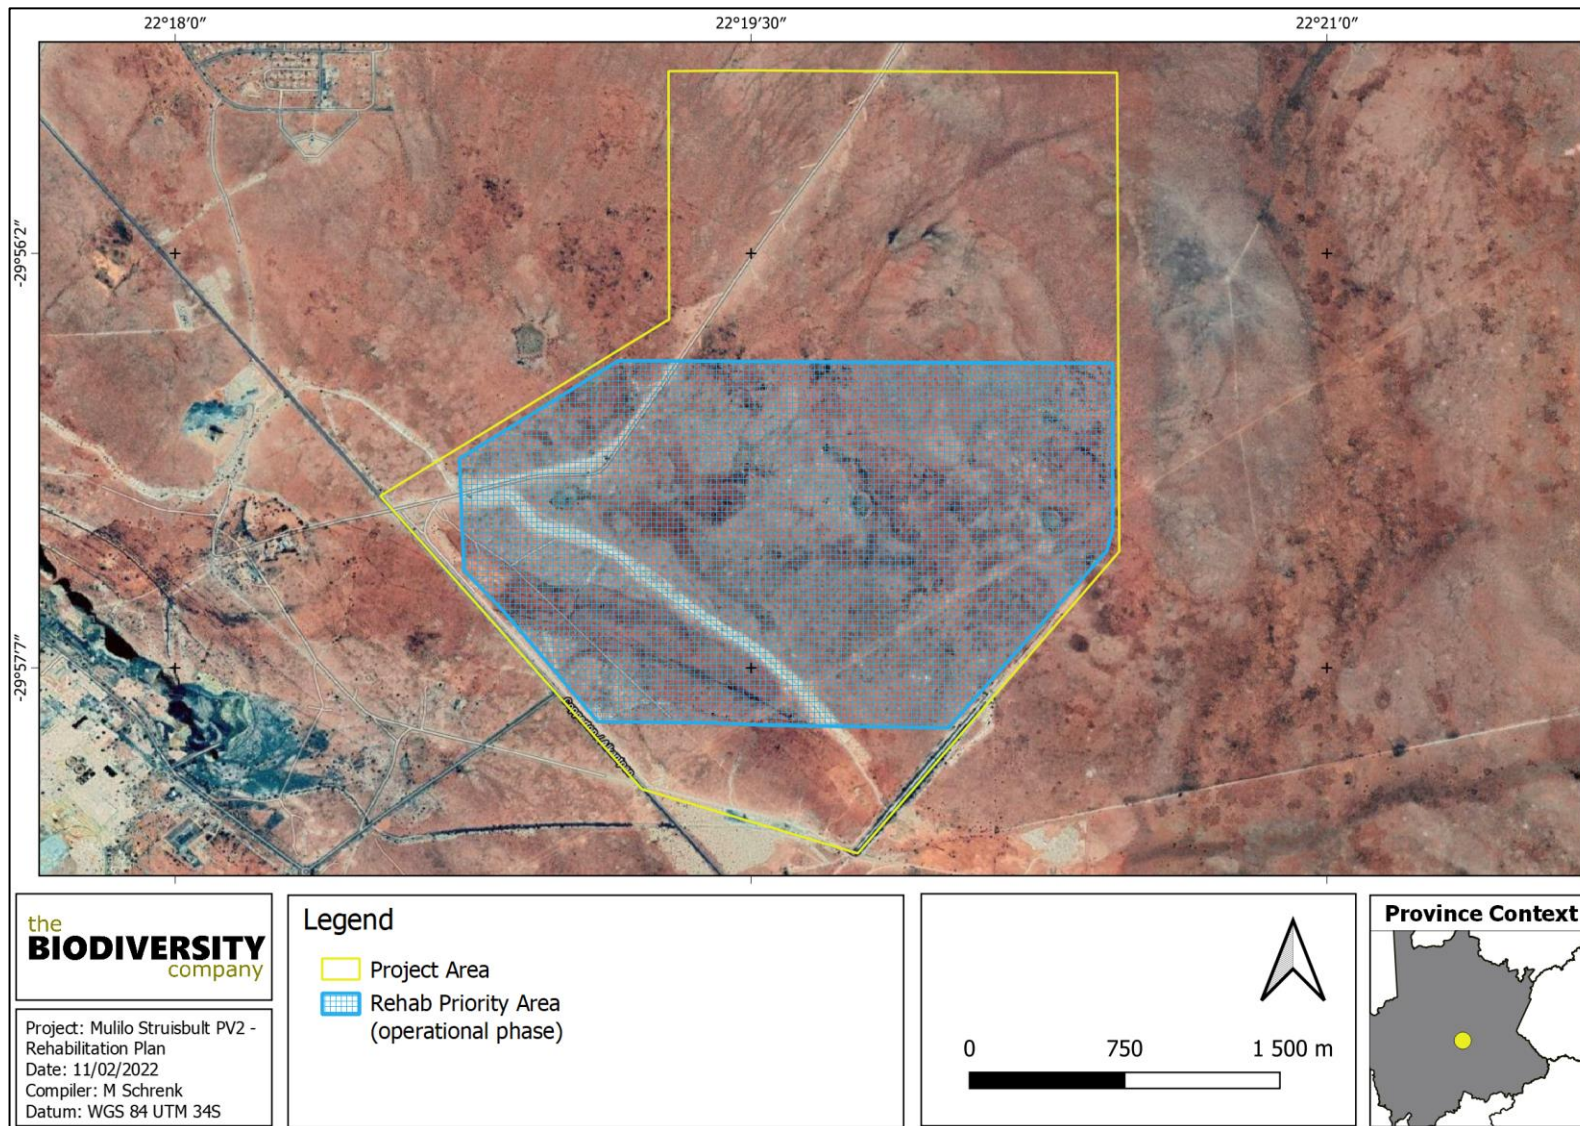 22°18′0″
22°19′30″
22°21′0″
-29°56′2″
-29°57′7″
the
BIODIVERSITY
company
Project: Mulilo Struisbult PV2 -
Rehabilitation Plan
Date: 11/02/2022
Compiler: M Schrenk
Datum: WGS 84 UTM 34S
Legend
Project Area
Rehab Priority Area
(operational phase)
0
750
1 500 m
Province Context